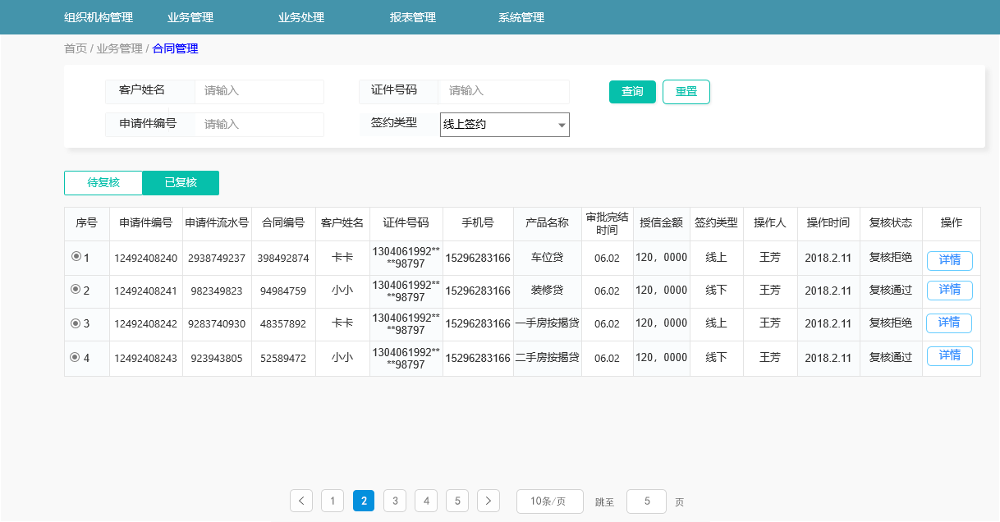 组织机构管理 业务管理 业务处理 报表管理 系统管理
首页 / 业务管理 / 合同管理
客户姓名 请输入 证件号码 请输入 查询 重置
申请件编号 请输入 签约类型 线上签约
待复核 已复核
序号 申请件编号 申请件流水号 合同编号 客户姓名 证件号码 手机号 产品名称 审批完结时间 授信金额 签约类型 操作人 操作时间 复核状态 操作
1 12492408240 2938749237 398492874 卡卡 1304061992****98797 15296283166 车位贷 06.02 120，0000 线上 王芳 2018.2.11 复核拒绝 详情
2 12492408241 982349823 94984759 小小 1304061992****98797 15296283166 装修贷 06.02 120，0000 线下 王芳 2018.2.11 复核通过 详情
3 12492408242 9283740930 48357892 卡卡 1304061992****98797 15296283166 一手房按揭贷 06.02 120，0000 线上 王芳 2018.2.11 复核拒绝 详情
4 12492408243 923943805 52589472 小小 1304061992****98797 15296283166 二手房按揭贷 06.02 120，0000 线下 王芳 2018.2.11 复核通过 详情
< 1 2 3 4 5 > 10条/页 跳至 5 页